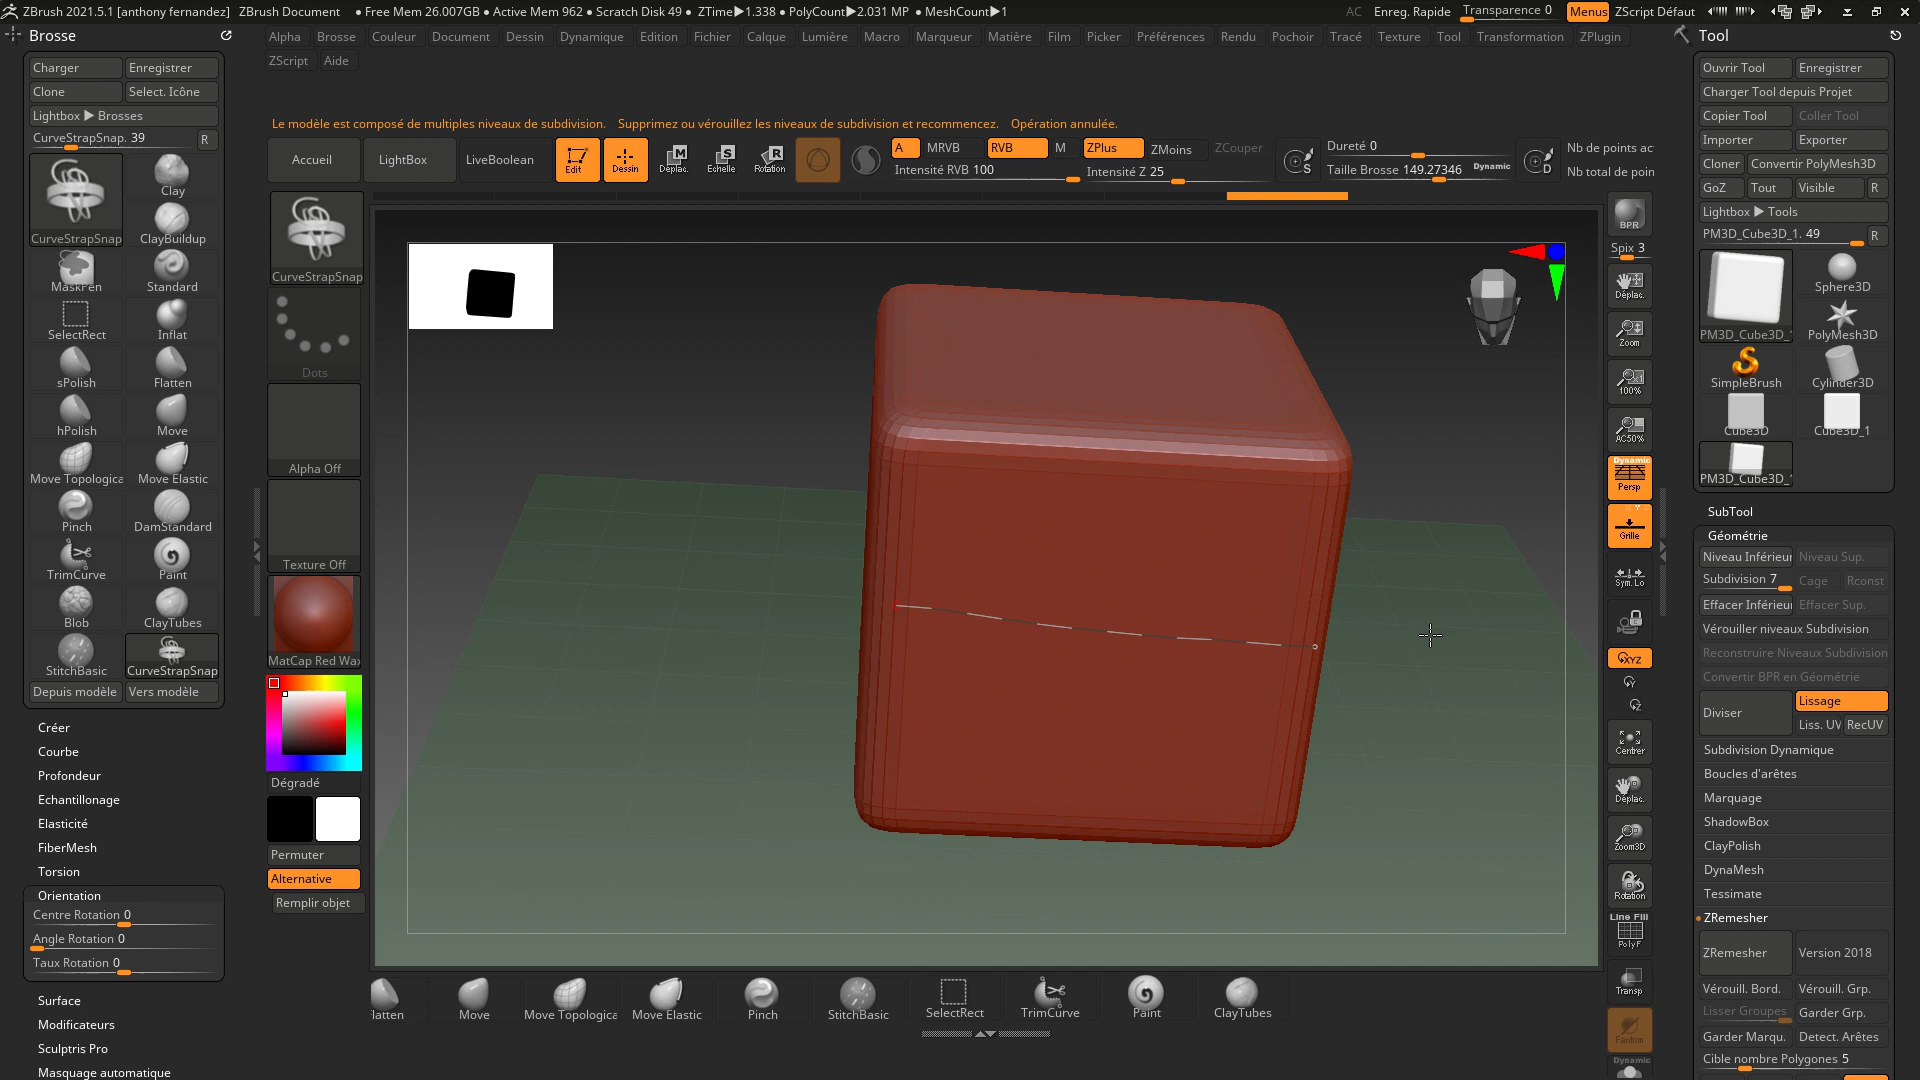 ZBrush 2021.5.1 [anthony fernandez] ZBrush Document • Free Mem 26.007GB • Active Mem 962 • Scratch Disk 49 • ZTime▶1.338 • PolyCount▶2.031 MP • MeshCount▶1 AC Enreg. Rapide Transparence 0 Menus ZScript Défaut
Brosse
Alpha Brosse Couleur Document Dessin Dynamique Edition Fichier Calque Lumière Macro Marqueur Matière Film Picker Préférences Rendu Pochoir Tracé Texture Tool Transformation ZPlugin
ZScript Aide
Tool
Charger Enregistrer
Clone Select. Icône
Lightbox ▶ Brosses
CurveStrapSnap. 39 R
CurveStrapSnap Clay
ClayBuildup
MaskPen Standard
SelectRect Inflat
sPolish Flatten
hPolish Move
Move Topologica Move Elastic
Pinch DamStandard
TrimCurve Paint
Blob ClayTubes
StitchBasic CurveStrapSnap
Depuis modèle Vers modèle
Créer
Courbe
Profondeur
Echantillonage
Elasticité
FiberMesh
Torsion
Orientation
Centre Rotation 0
Angle Rotation 0
Taux Rotation 0
Surface
Modificateurs
Sculptris Pro
Masquage automatique
Le modèle est composé de multiples niveaux de subdivision. Supprimez ou vérouillez les niveaux de subdivision et recommencez. Opération annulée.
Accueil LightBox LiveBoolean Edit Dessin Déplac. Echelle Rotation
A MRVB RVB M ZPlus ZMoins ZCouper
Intensité RVB 100 Intensité Z 25
Dureté 0
Taille Brosse 149.27346 Dynamic
S D
Nb de points ac
Nb total de poin
CurveStrapSnap
Dots
Alpha Off
Texture Off
MatCap Red Wax
Dégradé
Permuter
Alternative
Remplir objet
BPR
Spix 3
Déplac.
Zoom
100%
AC50%
Dynamic
Persp
Grille
Sym. Lo
XYZ
Y
Z
Centrer
Déplac.
Zoom3D
Rotation
Line Fill
PolyF
Transp
Fantom
Dynamic
latten Move Move Topologica Move Elastic Pinch StitchBasic SelectRect TrimCurve Paint ClayTubes
Ouvrir Tool Enregistrer
Charger Tool depuis Projet
Copier Tool Coller Tool
Importer Exporter
Cloner Convertir PolyMesh3D
GoZ Tout Visible R
Lightbox ▶ Tools
PM3D_Cube3D_1. 49 R
PM3D_Cube3D_1 Sphere3D
PolyMesh3D
SimpleBrush Cylinder3D
Cube3D Cube3D_1
PM3D_Cube3D_1
SubTool
Géométrie
Niveau Inférieur Niveau Sup.
Subdivision 7 Cage Rconst
Effacer Inférieur Effacer Sup.
Vérouiller niveaux Subdivision
Reconstruire Niveaux Subdivision
Convertir BPR en Géométrie
Diviser Lissage
Liss. UV RecUV
Subdivision Dynamique
Boucles d'arêtes
Marquage
ShadowBox
ClayPolish
DynaMesh
Tessimate
ZRemesher
ZRemesher Version 2018
Vérouill. Bord. Vérouill. Grp.
Lisser Groupes Garder Grp.
Garder Marqu. Detect. Arêtes
Cible nombre Polygones 5